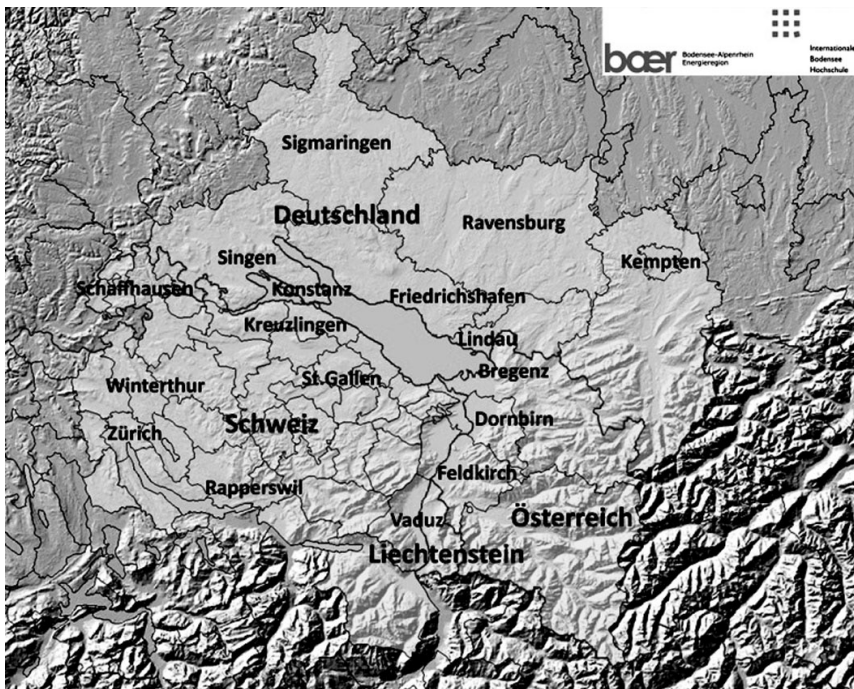 baer
Bodensee-Alpenrhein
Energieregion
Internationale
Bodensee
Hochschule
Sigmaringen
Deutschland
Ravensburg
Singen
Kempten
Schaffhausen
Konstanz
Friedrichshafen
Kreuzlingen
Lindau
Bregenz
Winterthur
St.Gallen
Schweiz
Dornbirn
Zürich
Feldkirch
Rapperswil
Vaduz
Österreich
Liechtenstein